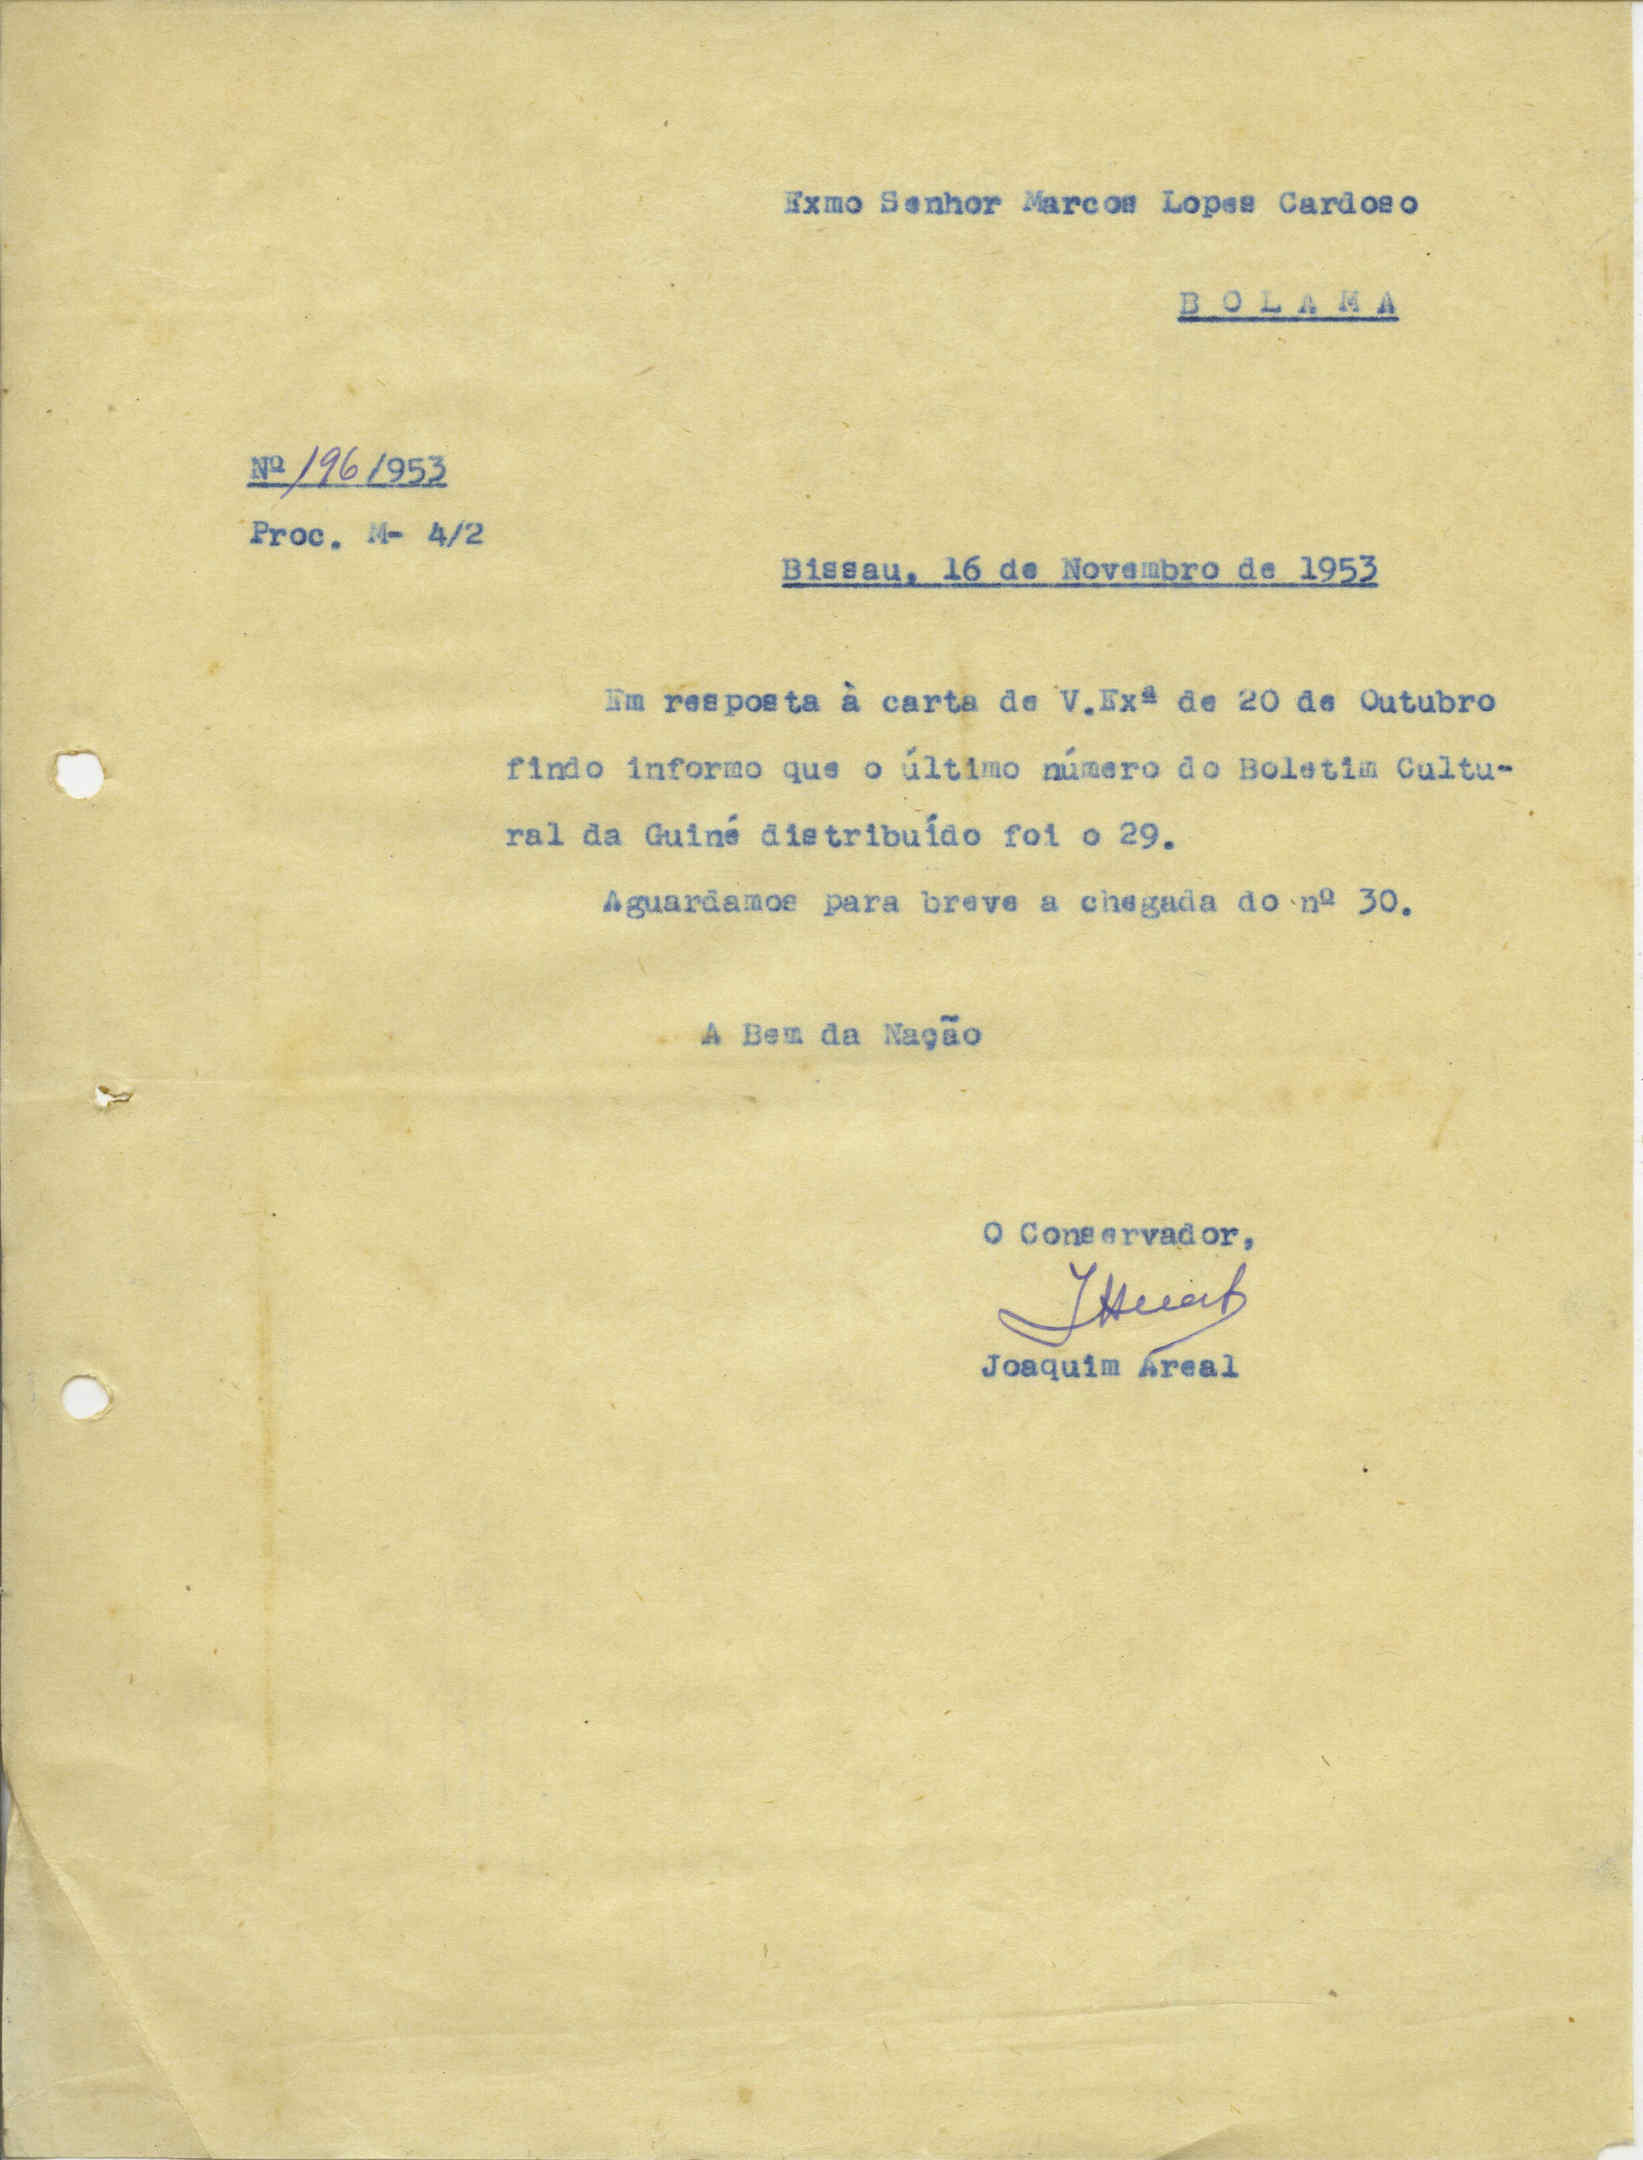 Exmo Senhor Marcos Lopes Cardoso
B O L A M A
Nº 196/953
Proc. M- 4/2
Bissau, 16 de Novembro de 1953
Em resposta à carta de V.Exª de 20 de Outubro
findo informo que o último número do Boletim Cultu-
ral da Guiné distribuído foi o 29.
Aguardamos para breve a chegada do nº 30.
A Bem da Nação
O Conservador,
Joaquim Areal